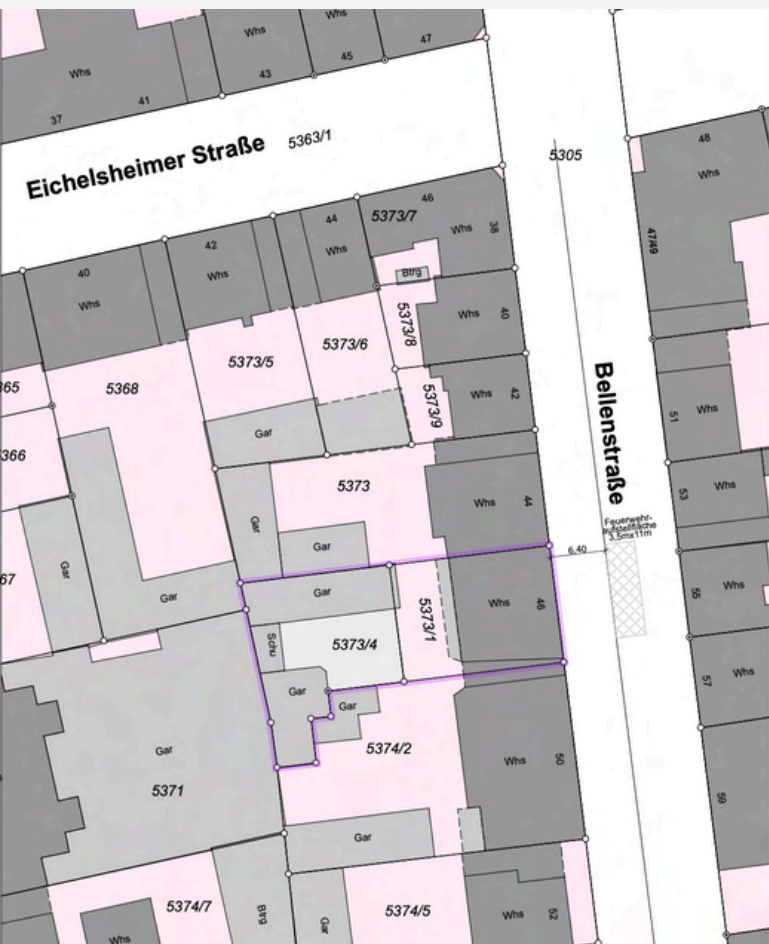 Whs
47
Whs
45
Whs
43
Whs
41
37
Eichelsheimer Straße
5363/1
5305
48
Whs
47/49
46
5373/7
Whs
38
44
Whs
42
Whs
40
Whs
Btrg
5373/8
Whs
40
5373/6
5373/5
5368
365
5373/9
Whs
42
Bellenstraße
Whs
51
Gar
366
5373
Whs
44
Whs
53
Gar
Gar
Feuerwehr-
aufstellfläche
3,5mx11m
6,40
Gar
67
Gar
Gar
5373/1
Whs
46
Whs
55
Schu
5373/4
Gar
Whs
57
Gar
Gar
5371
5374/2
Whs
50
59
Gar
5374/7
Btrg
Gar
5374/5
Whs
52
Whs